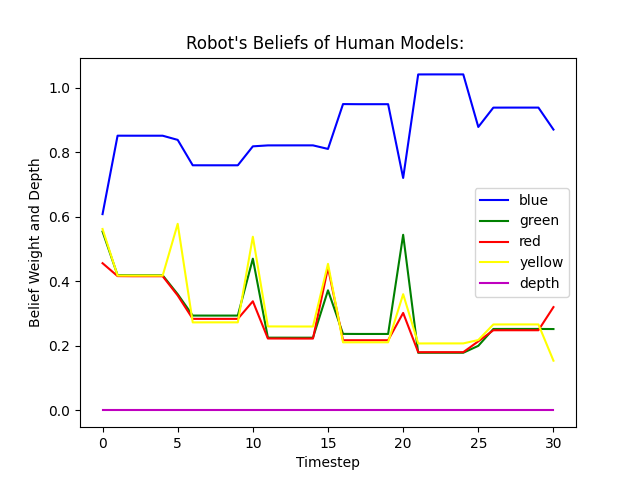 Robot's Beliefs of Human Models:
Belief Weight and Depth
1.0
0.8
0.6
0.4
0.2
0.0
blue
green
red
yellow
depth
0 5 10 15 20 25 30
Timestep